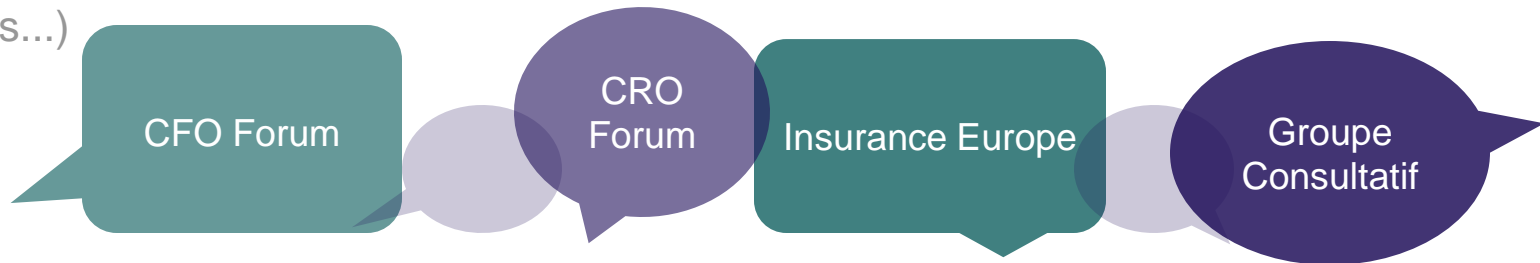 s...)
CFO Forum
CRO
Forum
Insurance Europe
Groupe
Consultatif